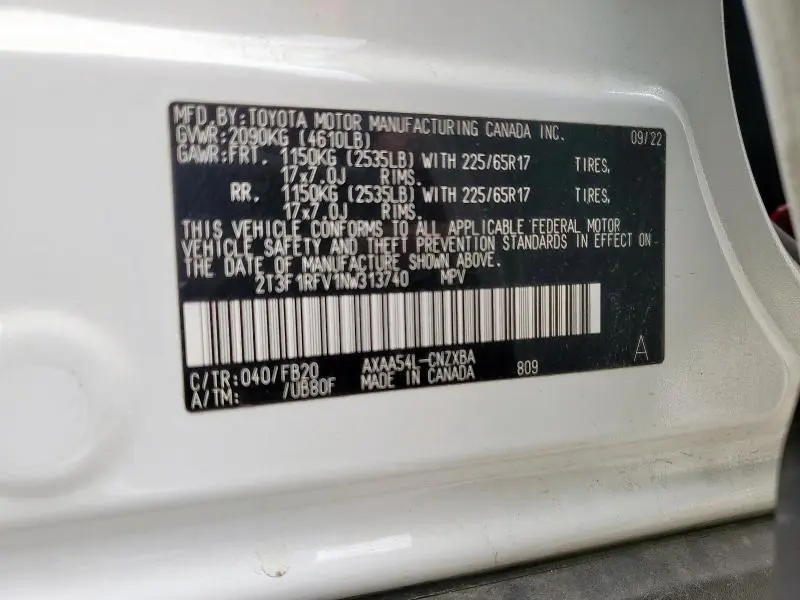 MFD.BY:TOYOTA MOTOR MANUFACTURING CANADA INC. 09/22
GVWR:2090KG (4610LB)
GAWR:FRT. 1150KG (2535LB) WITH 225/65R17 TIRES,
17x7.0J RIMS.
RR. 1150KG (2535LB) WITH 225/65R17 TIRES,
17x7.0J RIMS.
THIS VEHICLE CONFORMS TO ALL APPLICABLE FEDERAL MOTOR
VEHICLE SAFETY AND THEFT PREVENTION STANDARDS IN EFFECT ON
THE DATE OF MANUFACTURE SHOWN ABOVE.
2T3F1RFV1NW313740 MPV
C/TR:040/FB20 AXAA54L-CNZXBA A
A/TM: /UB80F MADE IN CANADA 809